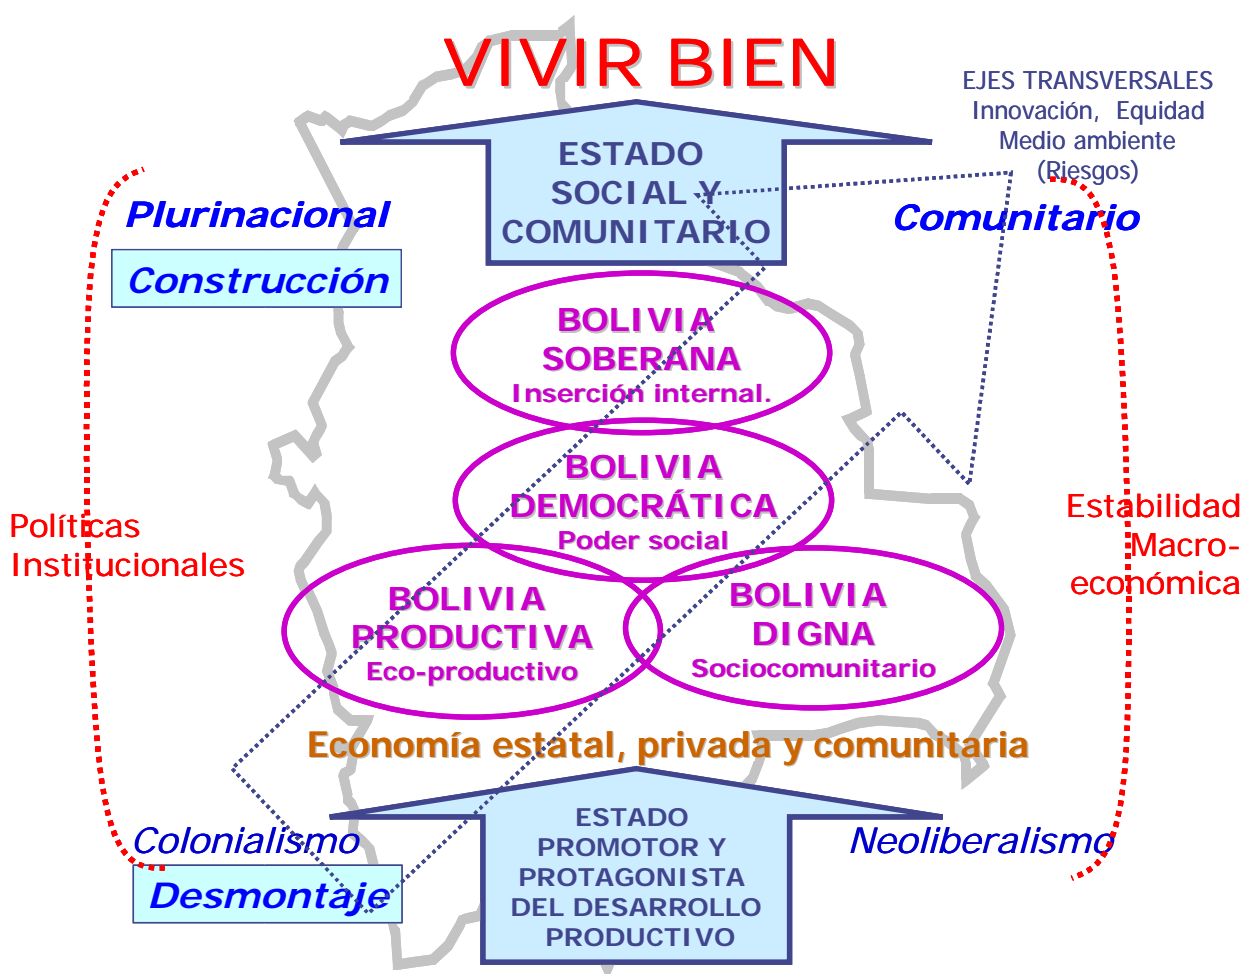 VIVIR BIEN
EJES TRANSVERSALES
Innovación, Equidad
Medio ambiente
(Riesgos)
ESTADO
SOCIAL Y
COMUNITARIO
Plurinacional
Comunitario
Construcción
BOLIVIA
SOBERANA
Inserción internal.
BOLIVIA
DEMOCRÁTICA
Poder social
Políticas
Institucionales
Estabilidad
Macro-
económica
BOLIVIA
PRODUCTIVA
Eco-productivo
BOLIVIA
DIGNA
Sociocomunitario
Economía estatal, privada y comunitaria
Colonialismo
Neoliberalismo
Desmontaje
ESTADO
PROMOTOR Y
PROTAGONISTA
DEL DESARROLLO
PRODUCTIVO